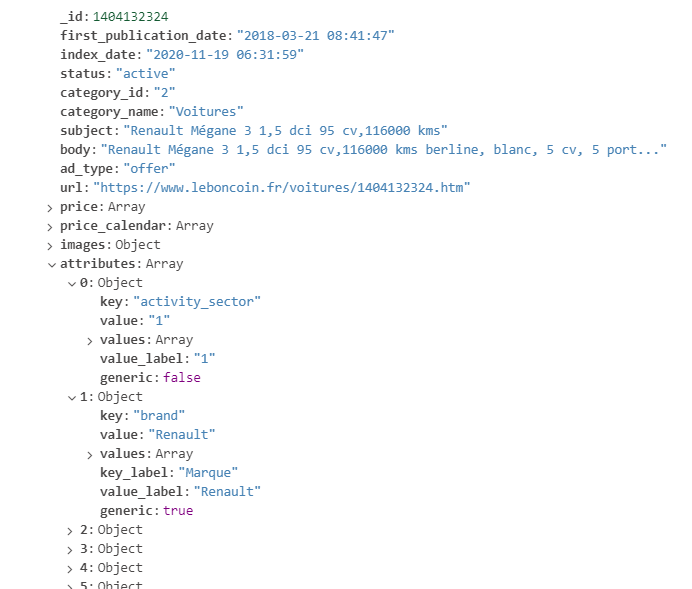 _id: 1404132324
first_publication_date: "2018-03-21 08:41:47"
index_date: "2020-11-19 06:31:59"
status: "active"
category_id: "2"
category_name: "Voitures"
subject: "Renault Mégane 3 1,5 dci 95 cv,116000 kms"
body: "Renault Mégane 3 1,5 dci 95 cv,116000 kms berline, blanc, 5 cv, 5 port..."
ad_type: "offer"
url: "https://www.leboncoin.fr/voitures/1404132324.htm"
price: Array
price_calendar: Array
images: Object
attributes: Array
0: Object
key: "activity_sector"
value: "1"
values: Array
value_label: "1"
generic: false
1: Object
key: "brand"
value: "Renault"
values: Array
key_label: "Marque"
value_label: "Renault"
generic: true
2: Object
3: Object
4: Object
5: Object